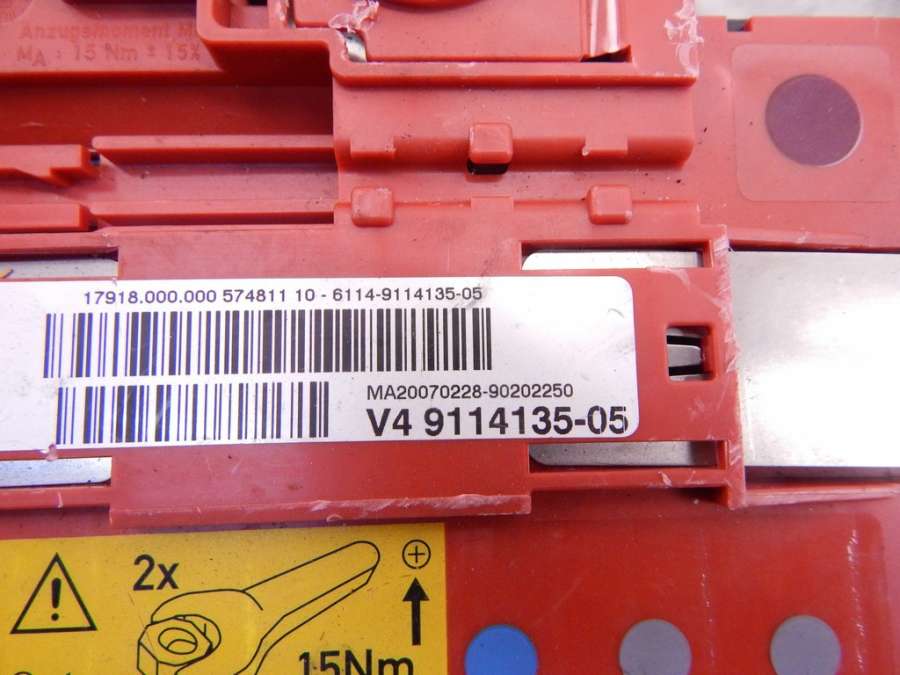 Anzugsmoment M
MA : 15 Nm ± 15%
17918.000.000 574811 10 - 6114-9114135-05
MA20070228-90202250
V4 9114135-05
2x
15Nm